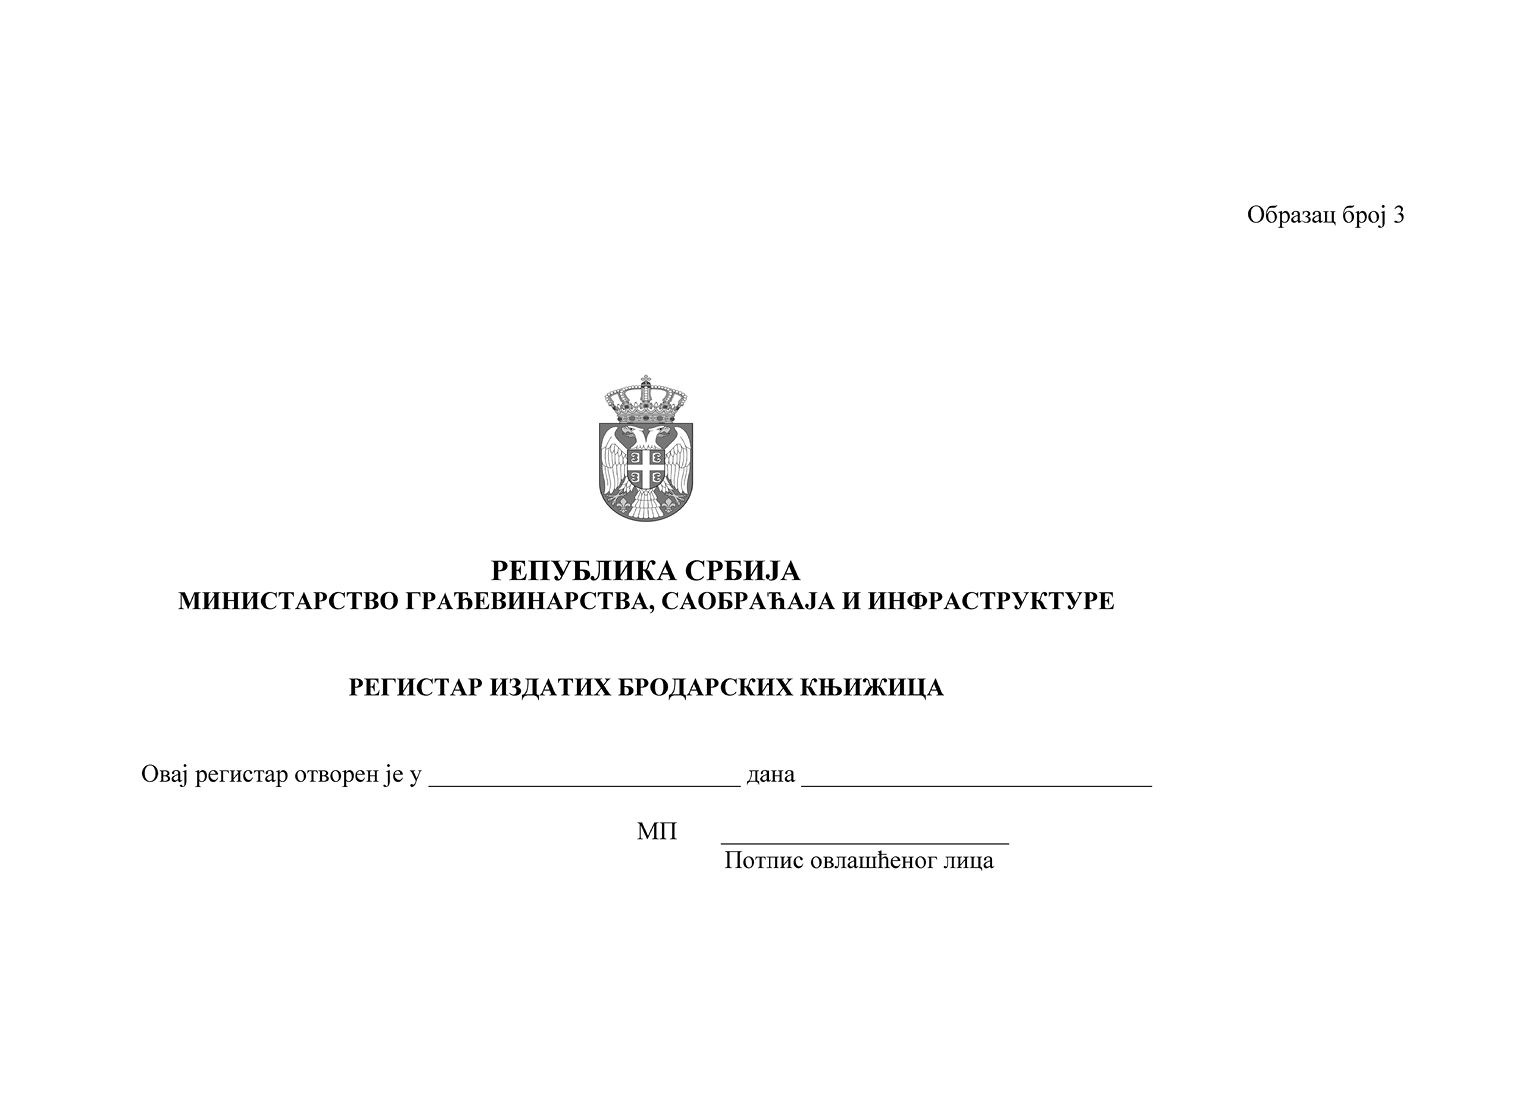 Образац број 3
РЕПУБЛИКА СРБИЈА
МИНИСТАРСТВО ГРАЂЕВИНАРСТВА, САОБРАЋАЈА И ИНФРАСТРУКТУРЕ
РЕГИСТАР ИЗДАТИХ БРОДАРСКИХ КЊИЖИЦА
Овај регистар отворен је у _________________________ дана ____________________________
МП _______________________
Потпис овлашћеног лица